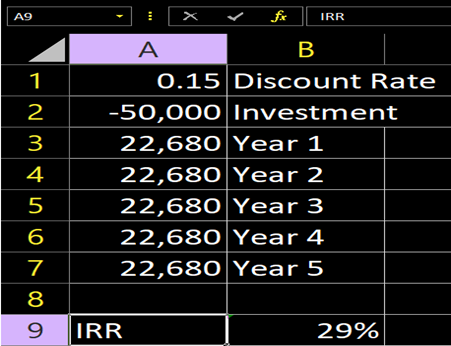 A9 fx IRR
A B
1 0.15 Discount Rate
2 -50,000 Investment
3 22,680 Year 1
4 22,680 Year 2
5 22,680 Year 3
6 22,680 Year 4
7 22,680 Year 5
8
9 IRR 29%